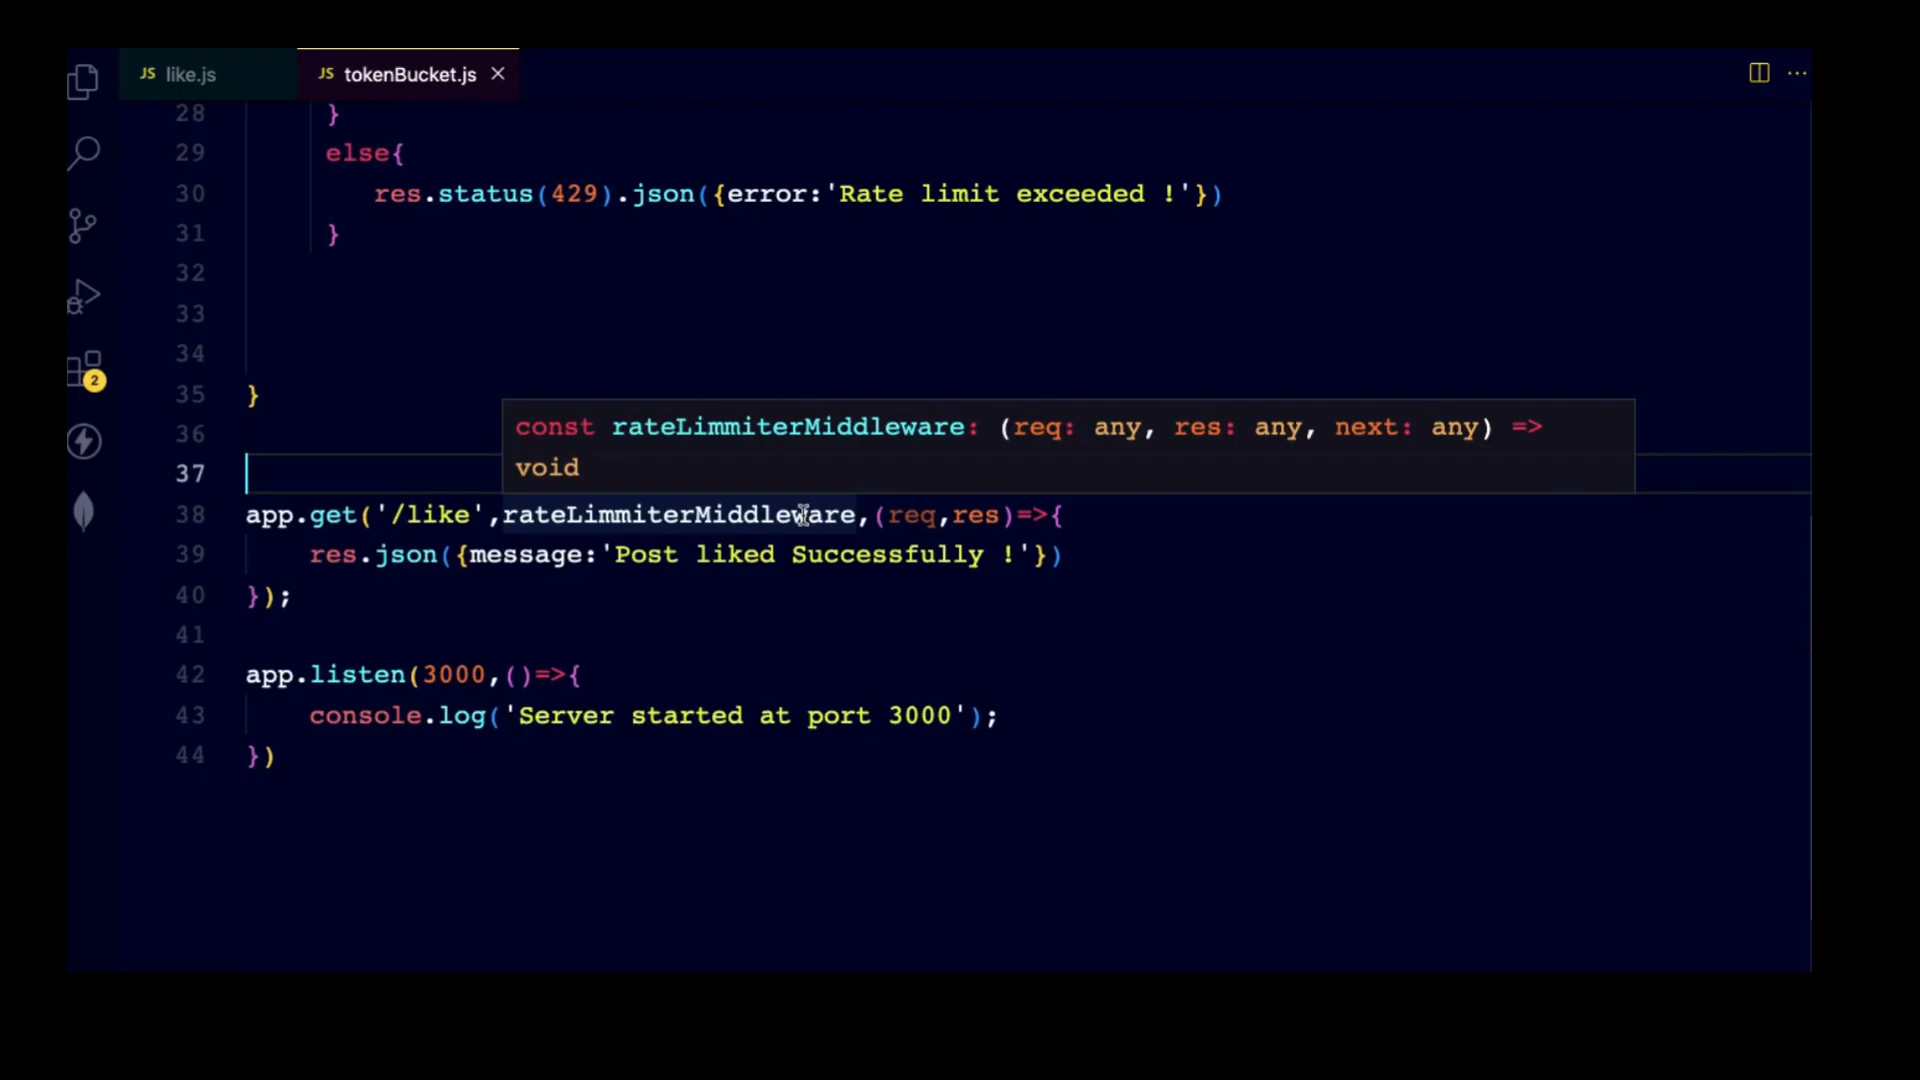 JS like.js JS tokenBucket.js
28 }
29 else{
30 res.status(429).json({error:'Rate limit exceeded !'})
31 }
32
33
34
35 }
const rateLimmiterMiddleware: (req: any, res: any, next: any) =>
void
36
37
38 app.get('/like',rateLimmiterMiddleware,(req,res)=>{
39 res.json({message:'Post liked Successfully !'})
40 });
41
42 app.listen(3000,()=>{
43 console.log('Server started at port 3000');
44 })
2